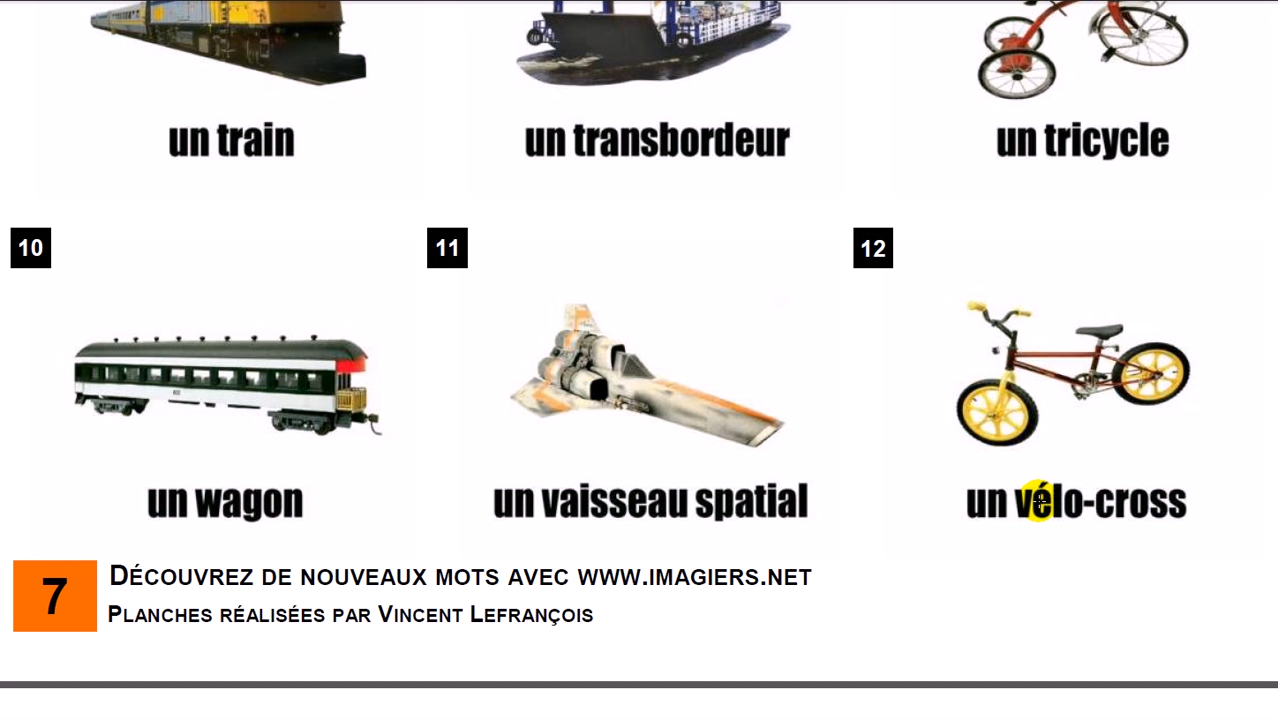 un train
un transbordeur
un tricycle
10
11
12
un wagon
un vaisseau spatial
un vélo-cross
7
DÉCOUVREZ DE NOUVEAUX MOTS AVEC WWW.IMAGIERS.NET
PLANCHES RÉALISÉES PAR VINCENT LEFRANÇOIS